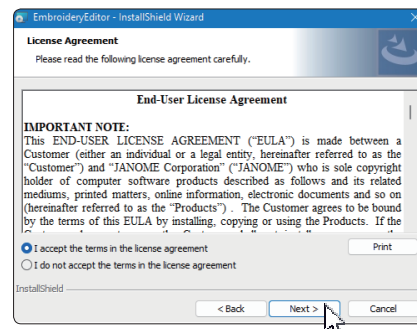 EmbroideryEditor - InstallShield Wizard
License Agreement
Please read the following license agreement carefully.
End-User License Agreement
IMPORTANT NOTE:
This END-USER LICENSE AGREEMENT (“EULA”) is made between a
Customer (either an individual or a legal entity, hereinafter referred to as the
“Customer”) and “JANOME Corporation” (“JANOME”) who is sole copyright
holder of computer software products described as follows and its related
mediums, printed matters, online information, electronic documents and so on
(hereinafter referred to as the “Products”) . The Customer agrees to be bound
by the terms of this EULA by installing, copying or using the Products. If the
I accept the terms in the license agreement
Print
I do not accept the terms in the license agreement
InstallShield
< Back
Next >
Cancel